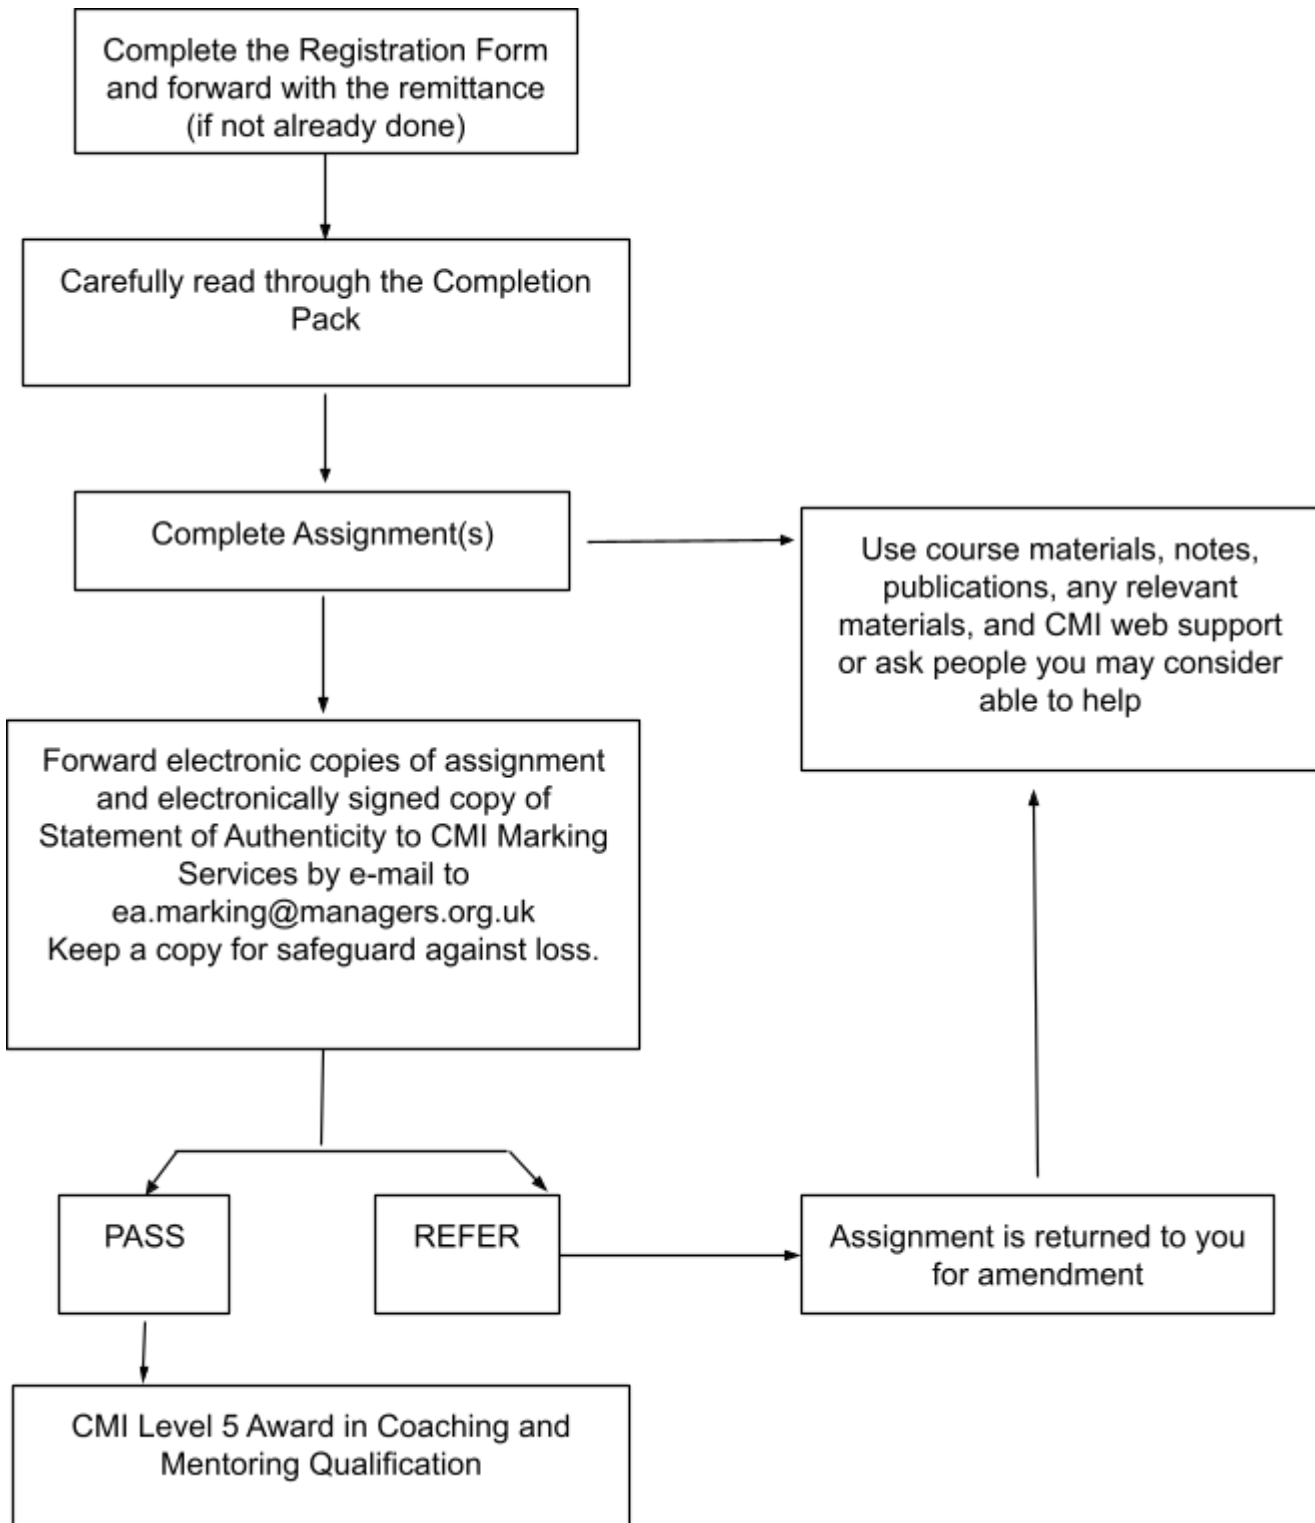 Complete the Registration Form
and forward with the remittance
(if not already done)
Carefully read through the Completion
Pack
Complete Assignment(s)
Use course materials, notes,
publications, any relevant
materials, and CMI web support
or ask people you may consider
able to help
Forward electronic copies of assignment
and electronically signed copy of
Statement of Authenticity to CMI Marking
Services by e-mail to
ea.marking@managers.org.uk
Keep a copy for safeguard against loss.
PASS
REFER
Assignment is returned to you
for amendment
CMI Level 5 Award in Coaching and
Mentoring Qualification